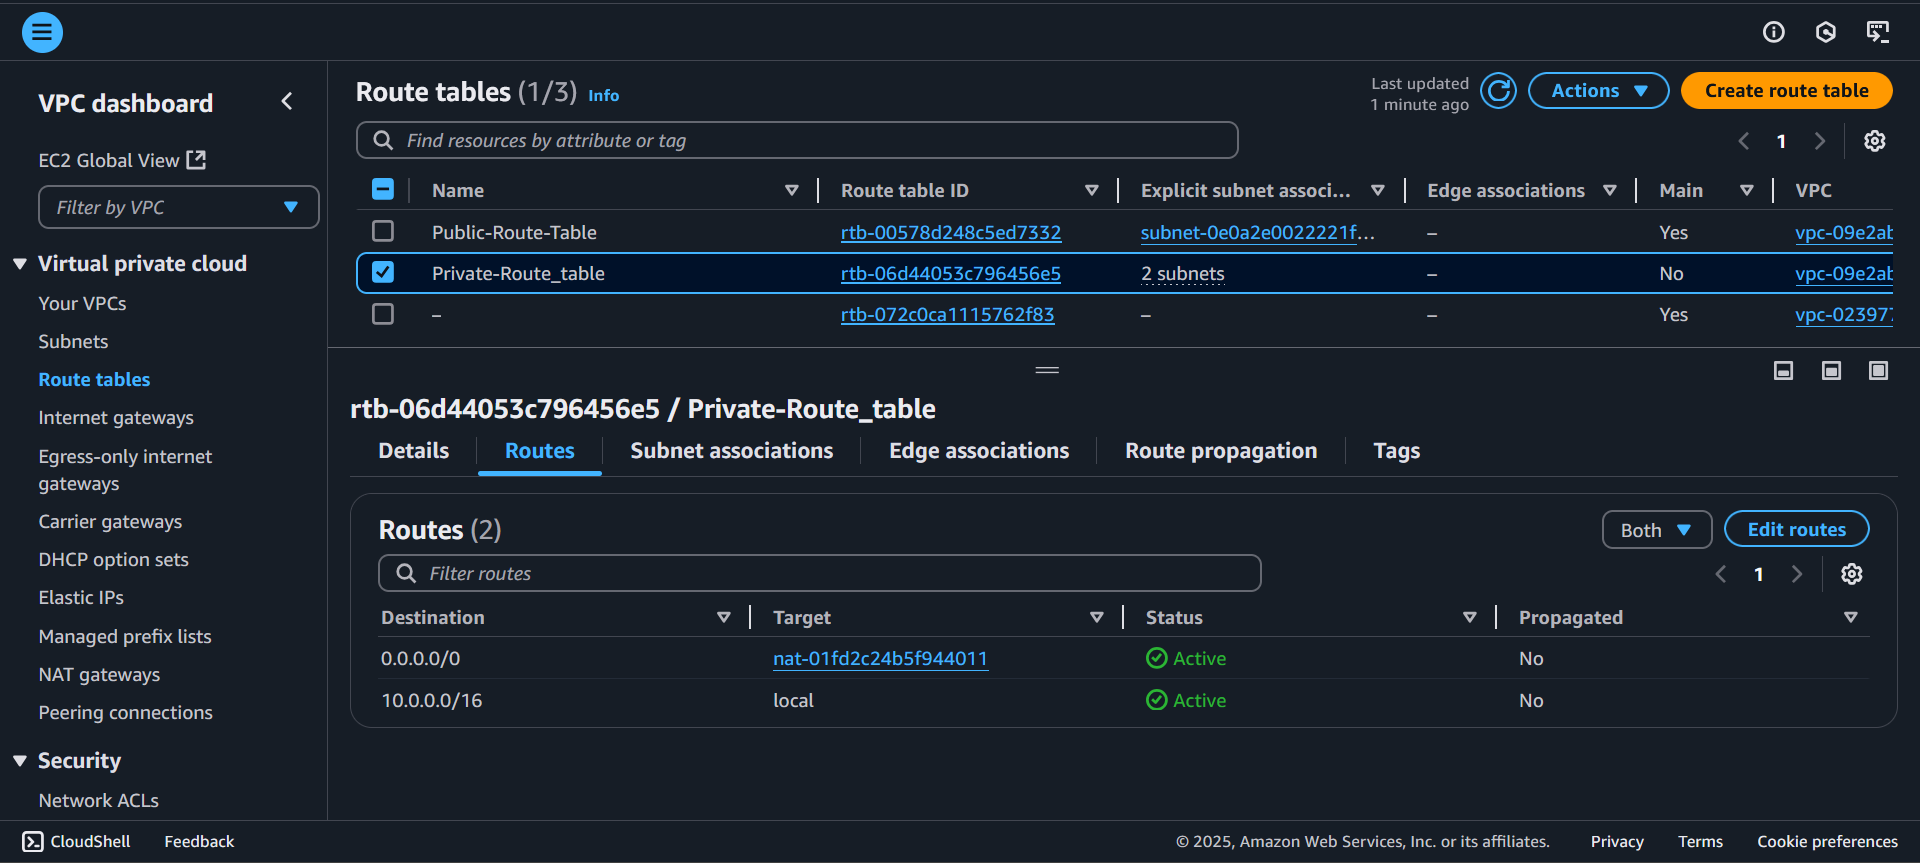 VPC dashboard
EC2 Global View
Filter by VPC
Virtual private cloud
Your VPCs
Subnets
Route tables
Internet gateways
Egress-only internet
gateways
Carrier gateways
DHCP option sets
Elastic IPs
Managed prefix lists
NAT gateways
Peering connections
Security
Network ACLs
Route tables (1/3) Info
Last updated
1 minute ago
Actions
Create route table
Find resources by attribute or tag
1
Name Route table ID Explicit subnet associ... Edge associations Main VPC
Public-Route-Table rtb-00578d248c5ed7332 subnet-0e0a2e0022221f... – Yes vpc-09e2ab
Private-Route_table rtb-06d44053c796456e5 2 subnets – No vpc-09e2ab
– rtb-072c0ca1115762f83 – – Yes vpc-023977
rtb-06d44053c796456e5 / Private-Route_table
Details Routes Subnet associations Edge associations Route propagation Tags
Routes (2)
Both
Edit routes
Filter routes
1
Destination Target Status Propagated
0.0.0.0/0 nat-01fd2c24b5f944011 Active No
10.0.0.0/16 local Active No
CloudShell Feedback © 2025, Amazon Web Services, Inc. or its affiliates. Privacy Terms Cookie preferences